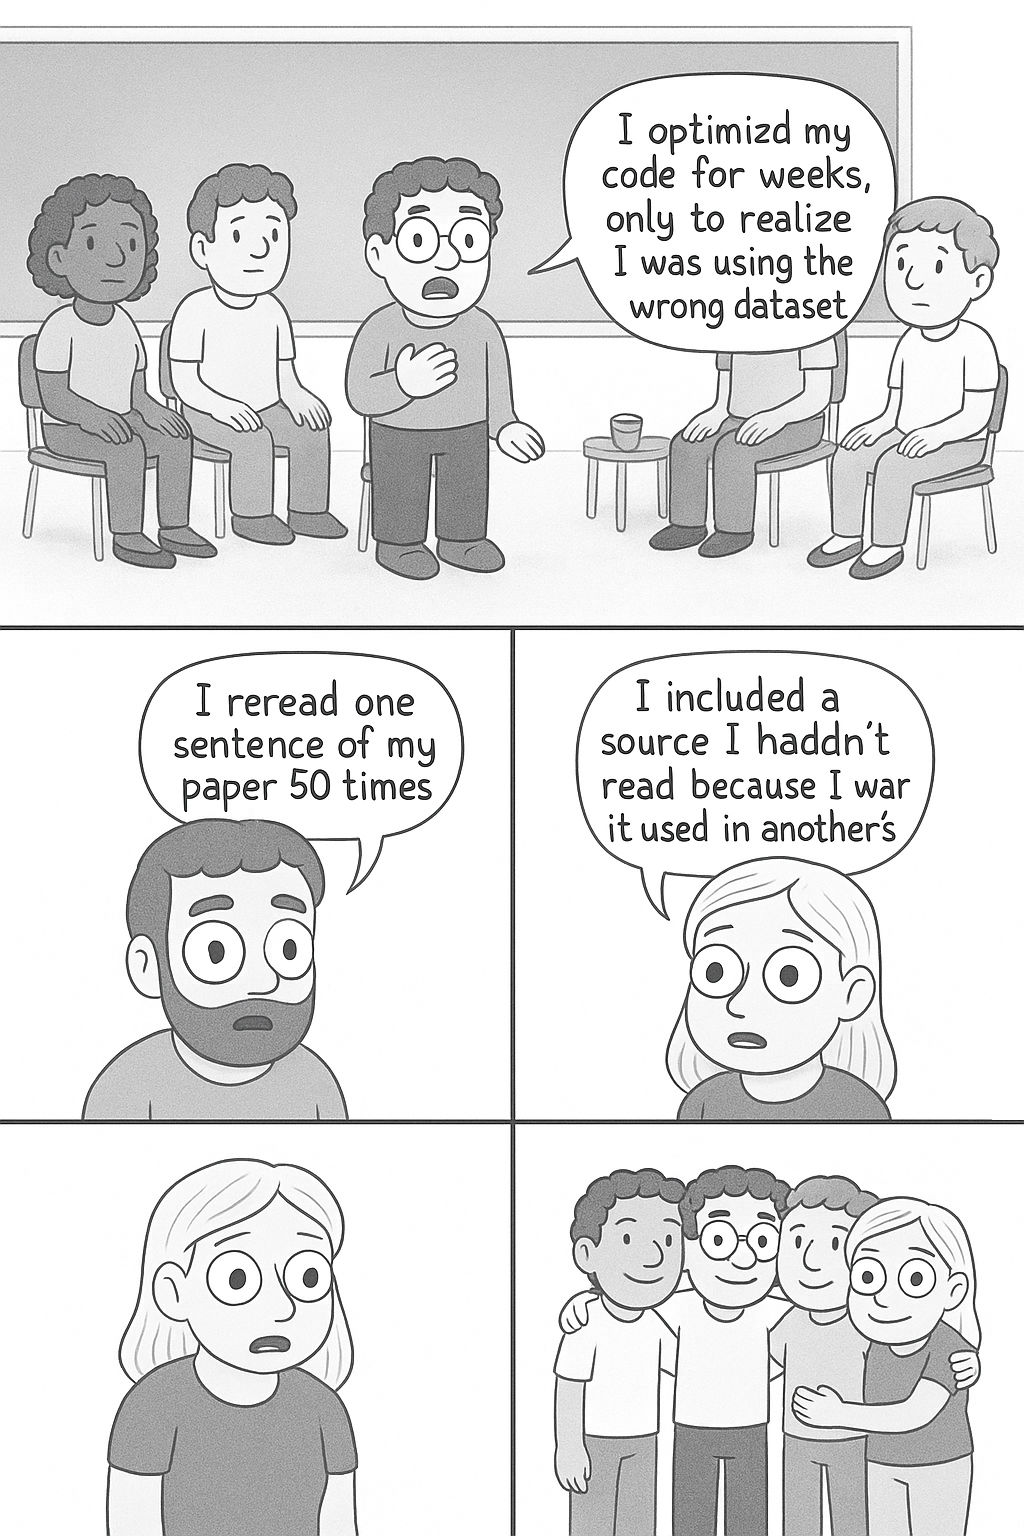 I optimizd my
code for weeks,
only to realize
I was using the
wrong dataset
I reread one
sentence of my
paper 50 times
I included a
source I haddn't
read because I war
it used in another's